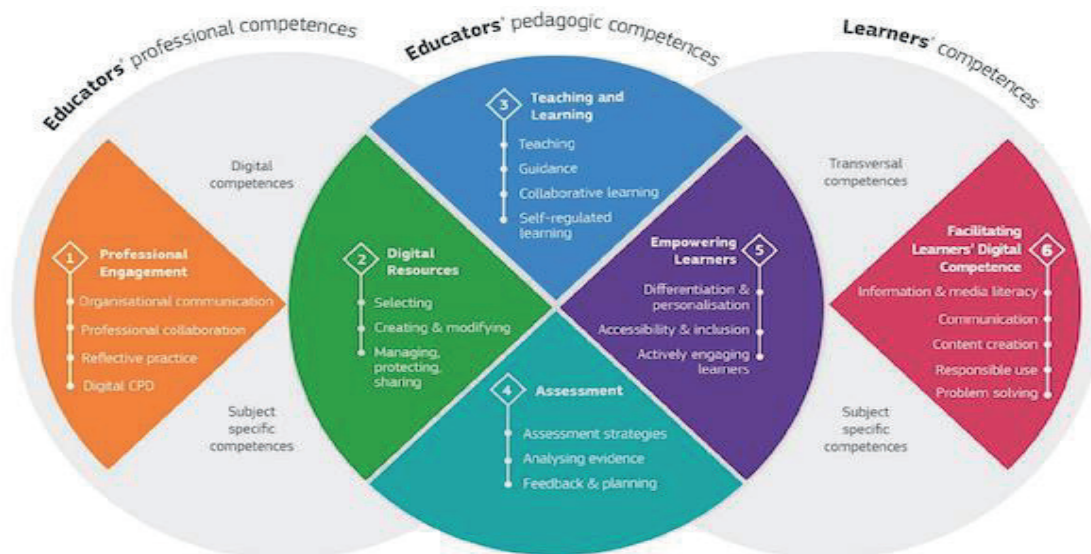 Educators' professional competences
Educators' pedagogic competences
Learners' competences
Digital
competences
Subject
specific
competences
1
Professional
Engagement
Organisational communication
Professional collaboration
Reflective practice
Digital CPD
2
Digital
Resources
Selecting
Creating & modifying
Managing,
protecting,
sharing
3
Teaching and
Learning
Teaching
Guidance
Collaborative learning
Self-regulated
learning
4
Assessment
Assessment strategies
Analysing evidence
Feedback & planning
Empowering
Learners
5
Differentiation &
personalisation
Accessibility & inclusion
Actively engaging
learners
Transversal
competences
Subject
specific
competences
Facilitating
Learners' Digital
Competence
6
Information & media literacy
Communication
Content creation
Responsible use
Problem solving